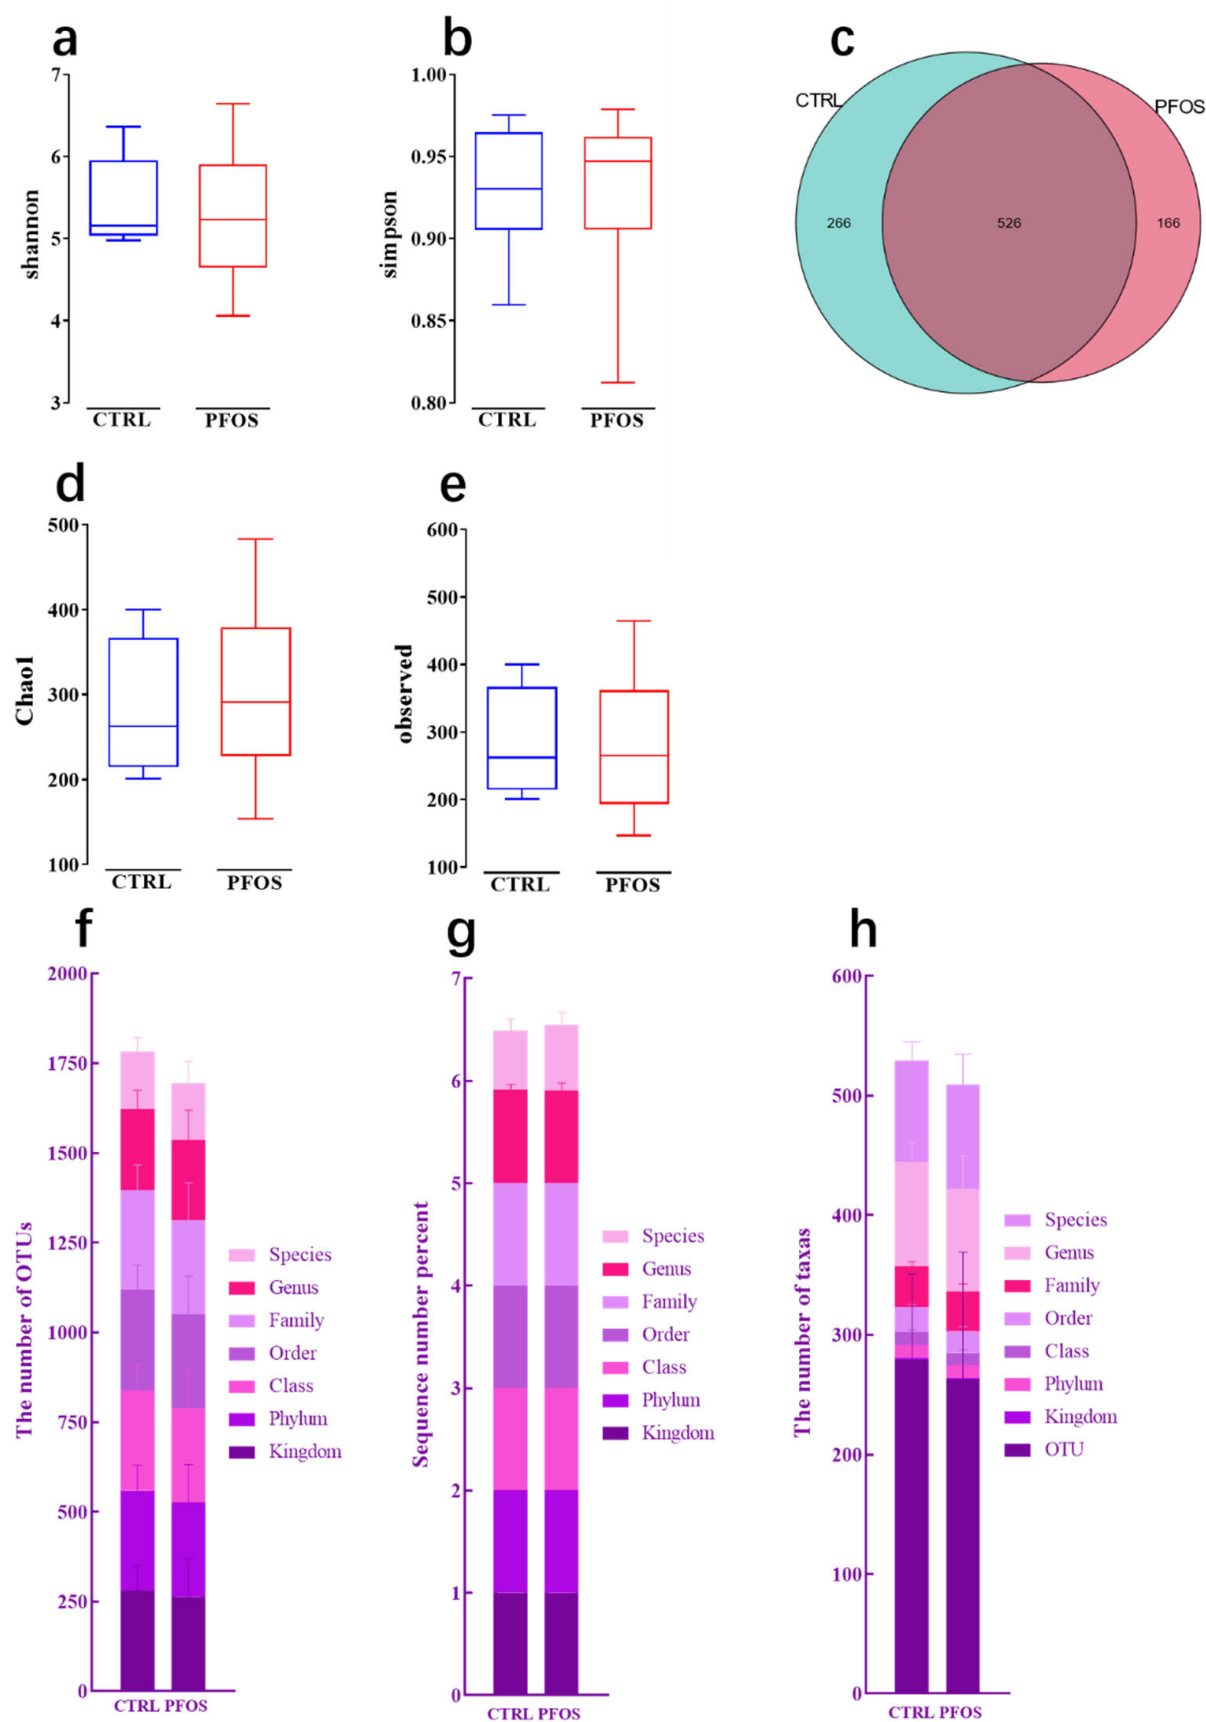 a
7
6
5
4
3
shannon
CTRL
PFOS
b
1.00
0.95
0.90
0.85
0.80
simpson
CTRL
PFOS
c
CTRL
PFOS
266
526
166
d
500
400
300
200
100
Chao1
CTRL
PFOS
e
600
500
400
300
200
100
observed
CTRL
PFOS
f
2000
1750
1500
1250
1000
750
500
250
0
The number of OTUs
CTRL PFOS
Species
Genus
Family
Order
Class
Phylum
Kingdom
g
7
6
5
4
3
2
1
0
Sequence number percent
CTRL PFOS
Species
Genus
Family
Order
Class
Phylum
Kingdom
h
600
500
400
300
200
100
0
The number of taxas
CTRL PFOS
Species
Genus
Family
Order
Class
Phylum
Kingdom
OTU